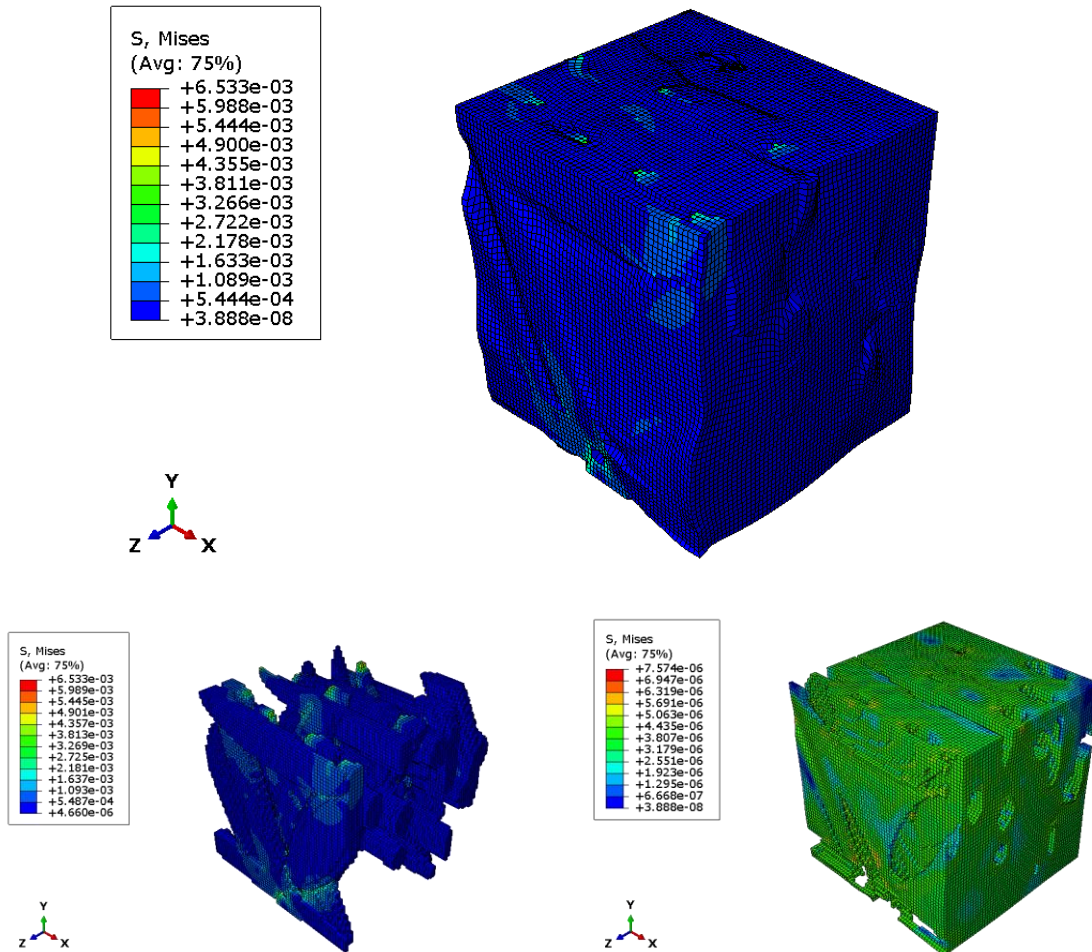 S, Mises
(Avg: 75%)
+6.533e-03
+5.988e-03
+5.444e-03
+4.900e-03
+4.355e-03
+3.811e-03
+3.266e-03
+2.722e-03
+2.178e-03
+1.633e-03
+1.089e-03
+5.444e-04
+3.888e-08
Y
Z X
S, Mises
(Avg: 75%)
+6.533e-03
+5.989e-03
+5.445e-03
+4.901e-03
+4.357e-03
+3.813e-03
+3.269e-03
+2.725e-03
+2.181e-03
+1.637e-03
+1.093e-03
+5.487e-04
+4.660e-06
Y
Z X
S, Mises
(Avg: 75%)
+7.574e-06
+6.947e-06
+6.319e-06
+5.691e-06
+5.063e-06
+4.435e-06
+3.807e-06
+3.179e-06
+2.551e-06
+1.923e-06
+1.295e-06
+6.668e-07
+3.888e-08
Y
Z X